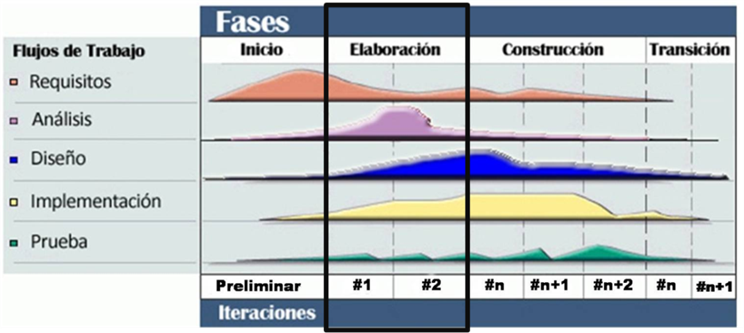 Fases
Flujos de Trabajo
Inicio
Elaboración
Construcción
Transición
Requisitos
Análisis
Diseño
Implementación
Prueba
Preliminar
#1
#2
#n
#n+1
#n+2
#n
#n+1
Iteraciones